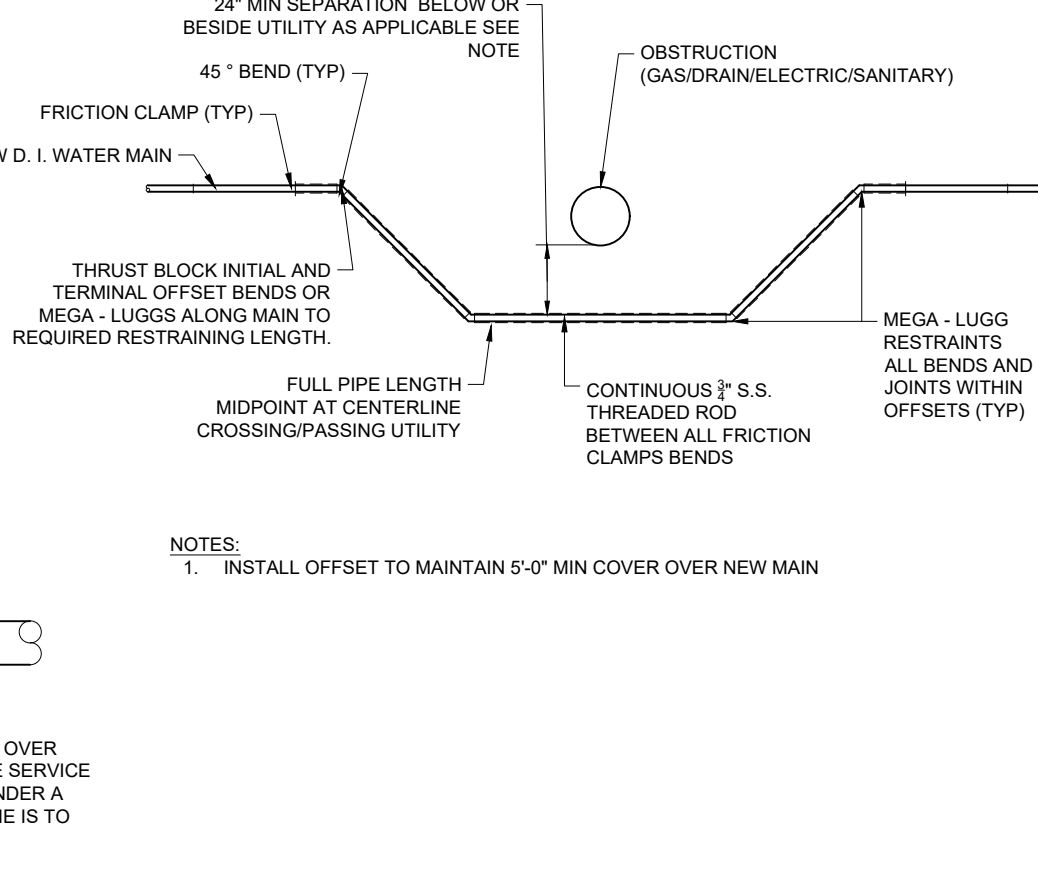 24" MIN SEPARATION BELOW OR
BESIDE UTILITY AS APPLICABLE SEE
NOTE
OBSTRUCTION
(GAS/DRAIN/ELECTRIC/SANITARY)
45 ° BEND (TYP)
FRICTION CLAMP (TYP)
D. I. WATER MAIN
THRUST BLOCK INITIAL AND
TERMINAL OFFSET BENDS OR
MEGA - LUGGS ALONG MAIN TO
REQUIRED RESTRAINING LENGTH.
MEGA - LUGG
RESTRAINTS
ALL BENDS AND
JOINTS WITHIN
OFFSETS (TYP)
FULL PIPE LENGTH
MIDPOINT AT CENTERLINE
CROSSING/PASSING UTILITY
CONTINUOUS 3/4" S.S.
THREADED ROD
BETWEEN ALL FRICTION
CLAMPS BENDS
NOTES:
1. INSTALL OFFSET TO MAINTAIN 5'-0" MIN COVER OVER NEW MAIN
OVER
SERVICE
A
IS TO